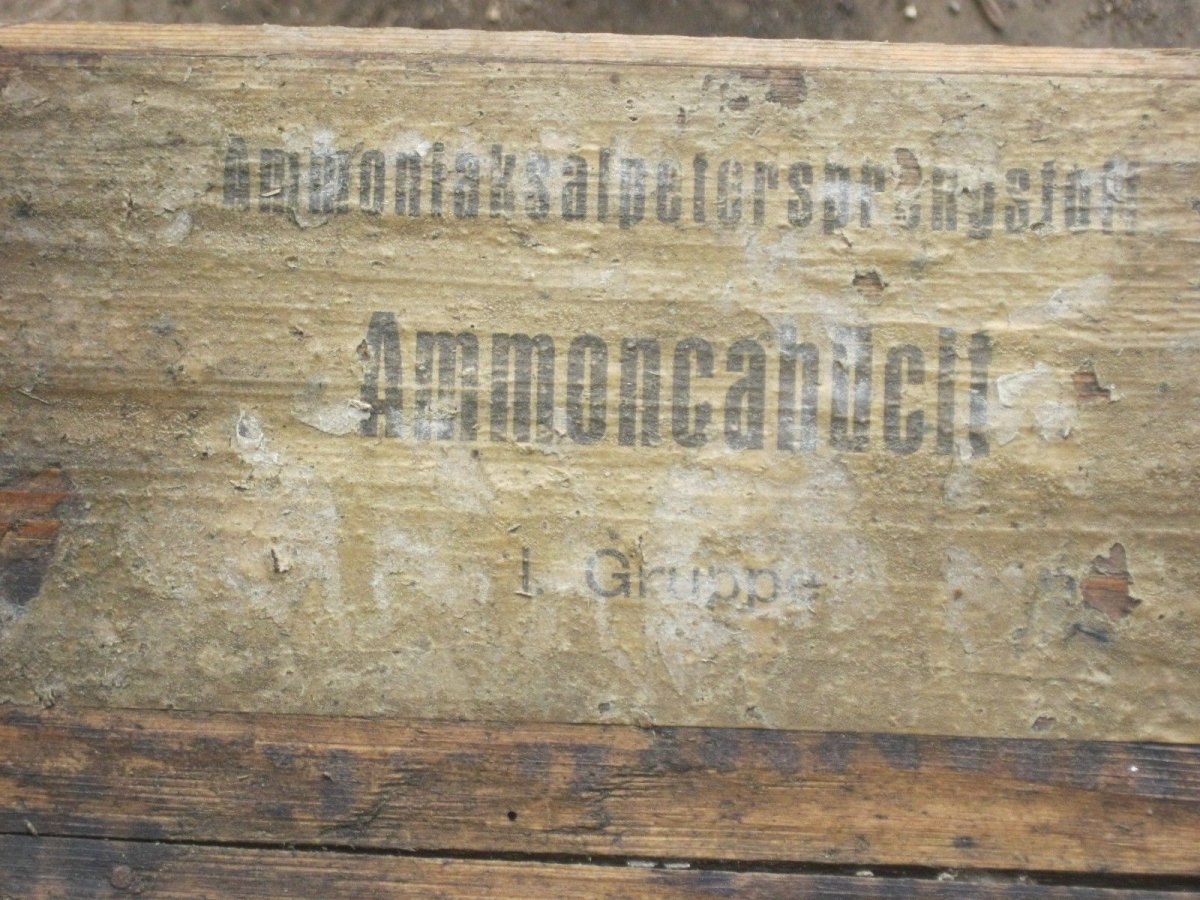 Ammoniaksalpetersprengstoff
Ammoncahücit
I. Gruppe